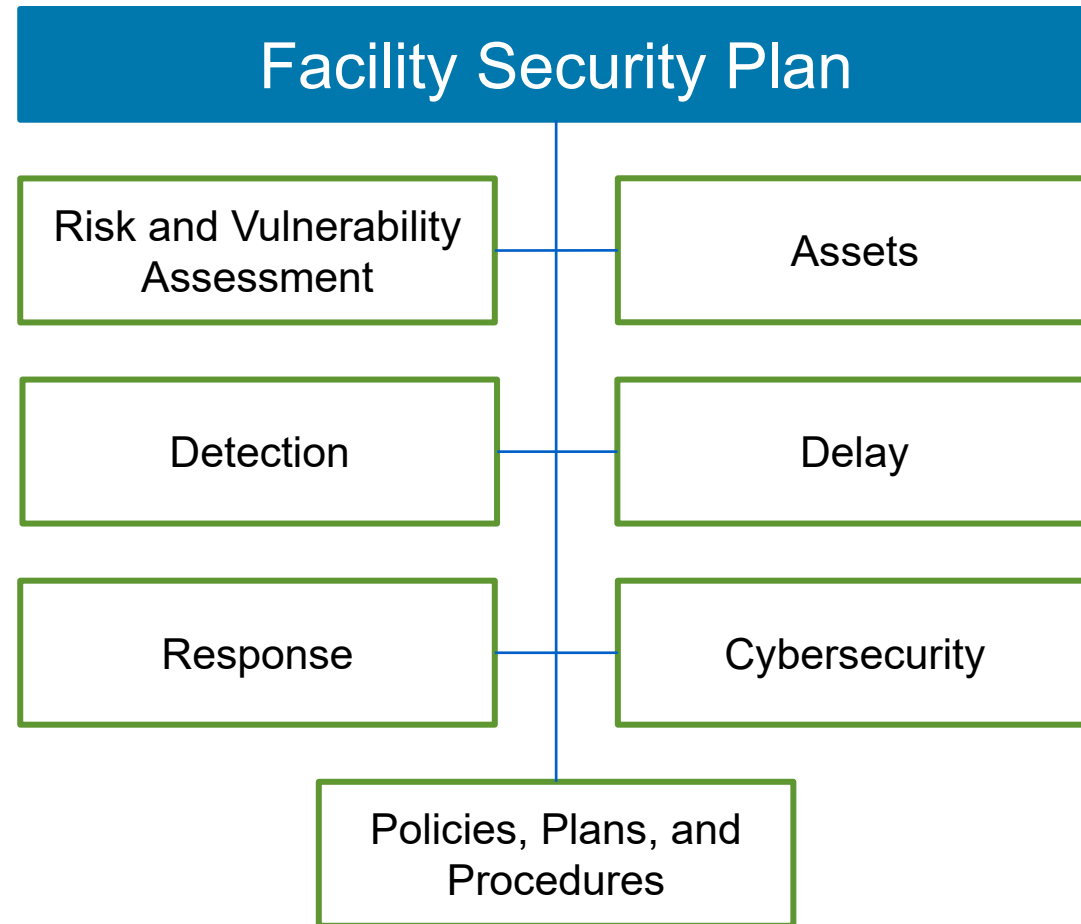 Facility Security Plan
Risk and Vulnerability
Assessment
Assets
Detection
Delay
Response
Cybersecurity
Policies, Plans, and
Procedures